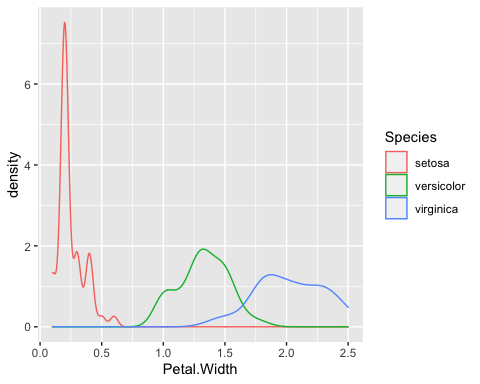 density
6
4
2
0
0.0 0.5 1.0 1.5 2.0 2.5
Petal.Width
Species
setosa
versicolor
virginica